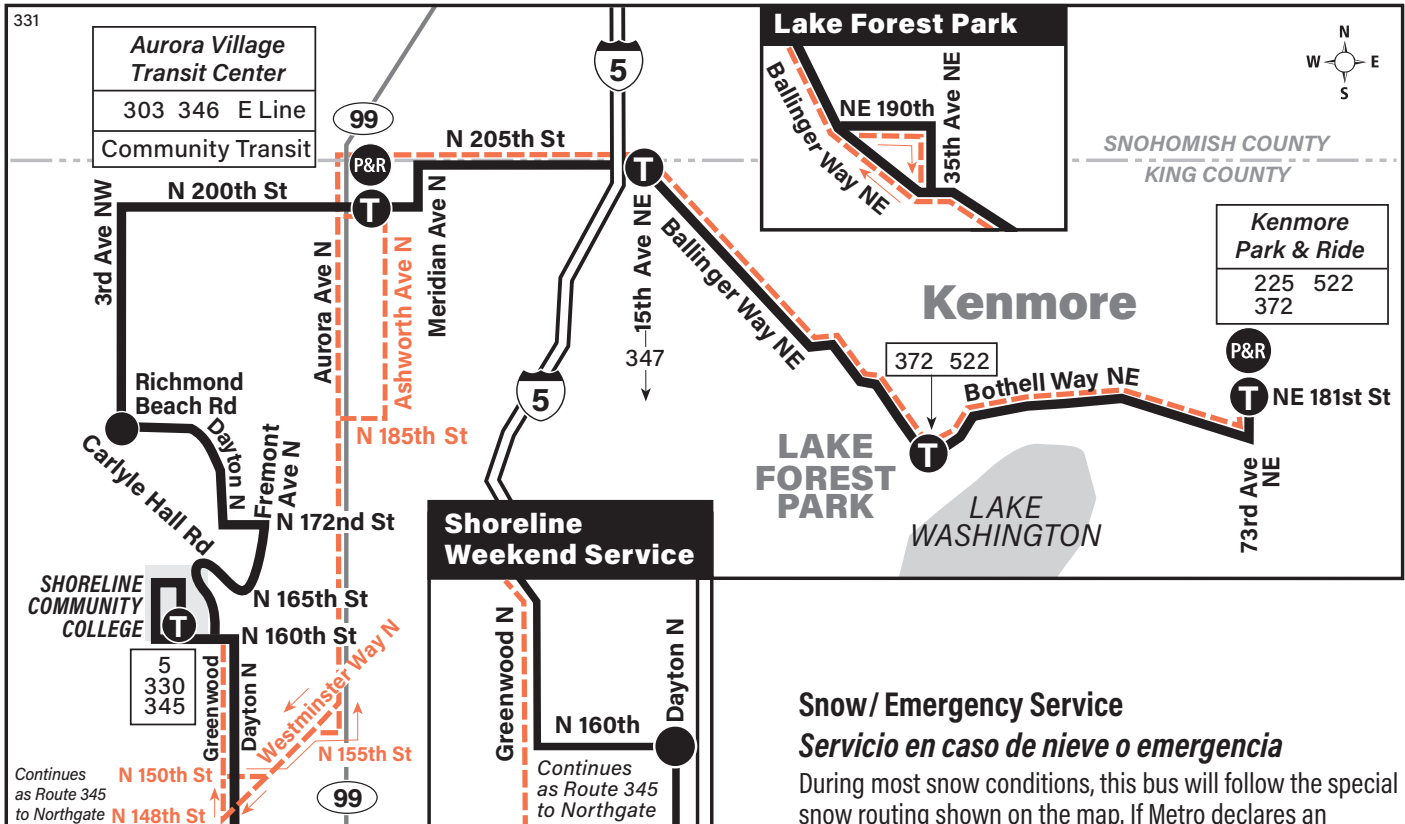 331
Aurora Village
Transit Center
303 346 E Line
Community Transit
99
P&R
T
N 205th St
N 200th St
3rd Ave NW
Aurora Ave N
Ashworth Ave N
Meridian Ave N
5
T
15th Ave NE
347
Ballinger Way NE
Lake Forest Park
Ballinger Way NE
NE 190th
35th Ave NE
N
W
E
S
SNOHOMISH COUNTY
KING COUNTY
Kenmore
Park & Ride
225 522
372
P&R
T
NE 181st St
Kenmore
372 522
Bothell Way NE
T
LAKE
FOREST
PARK
LAKE
WASHINGTON
73rd Ave
NE
5
Richmond
Beach Rd
Dayton N
Fremont
Ave N
Carlyle Hall Rd
N 185th St
N 172nd St
N 165th St
SHORELINE
COMMUNITY
COLLEGE
T
N 160th St
5
330
345
Greenwood
Dayton N
Westminster Way N
N 155th St
N 150th St
N 148th St
99
Continues
as Route 345
to Northgate
Shoreline
Weekend Service
Greenwood N
N 160th
Dayton N
Continues
as Route 345
to Northgate
Snow/ Emergency Service
Servicio en caso de nieve o emergencia
During most snow conditions, this bus will follow the special
snow routing shown on the map. If Metro declares an